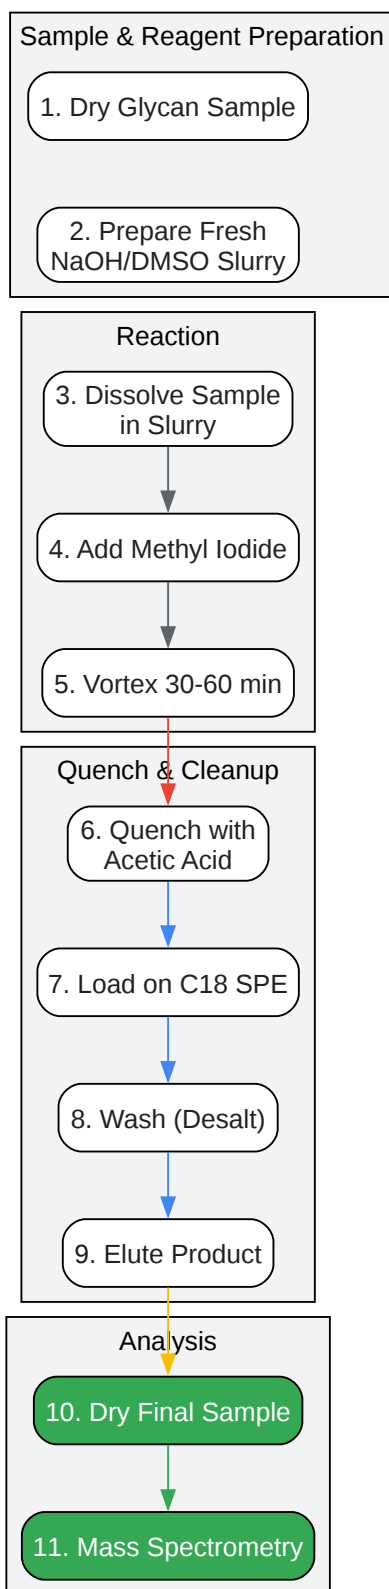 Sample & Reagent Preparation
1. Dry Glycan Sample
2. Prepare Fresh
NaOH/DMSO Slurry
Reaction
3. Dissolve Sample
in Slurry
4. Add Methyl Iodide
5. Vortex 30-60 min
Quench & Cleanup
6. Quench with
Acetic Acid
7. Load on C18 SPE
8. Wash (Desalt)
9. Elute Product
Analysis
10. Dry Final Sample
11. Mass Spectrometry